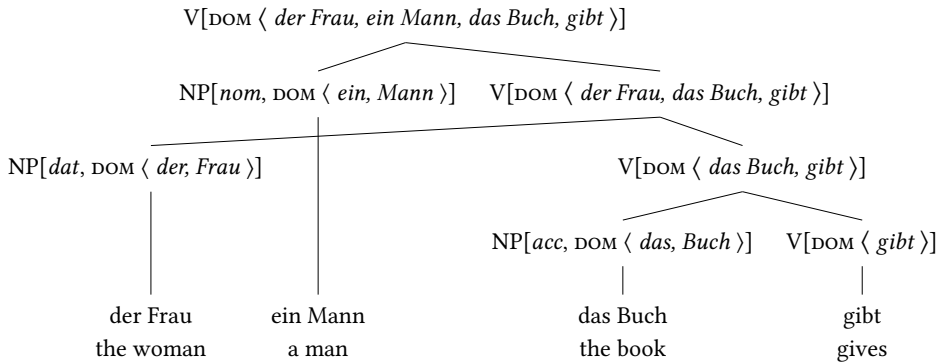 V[DOM ⟨ der Frau, ein Mann, das Buch, gibt ⟩]
NP[nom, DOM ⟨ ein, Mann ⟩] V[DOM ⟨ der Frau, das Buch, gibt ⟩]
NP[dat, DOM ⟨ der, Frau ⟩] V[DOM ⟨ das Buch, gibt ⟩]
NP[acc, DOM ⟨ das, Buch ⟩] V[DOM ⟨ gibt ⟩]
der Frau ein Mann das Buch gibt
the woman a man the book gives